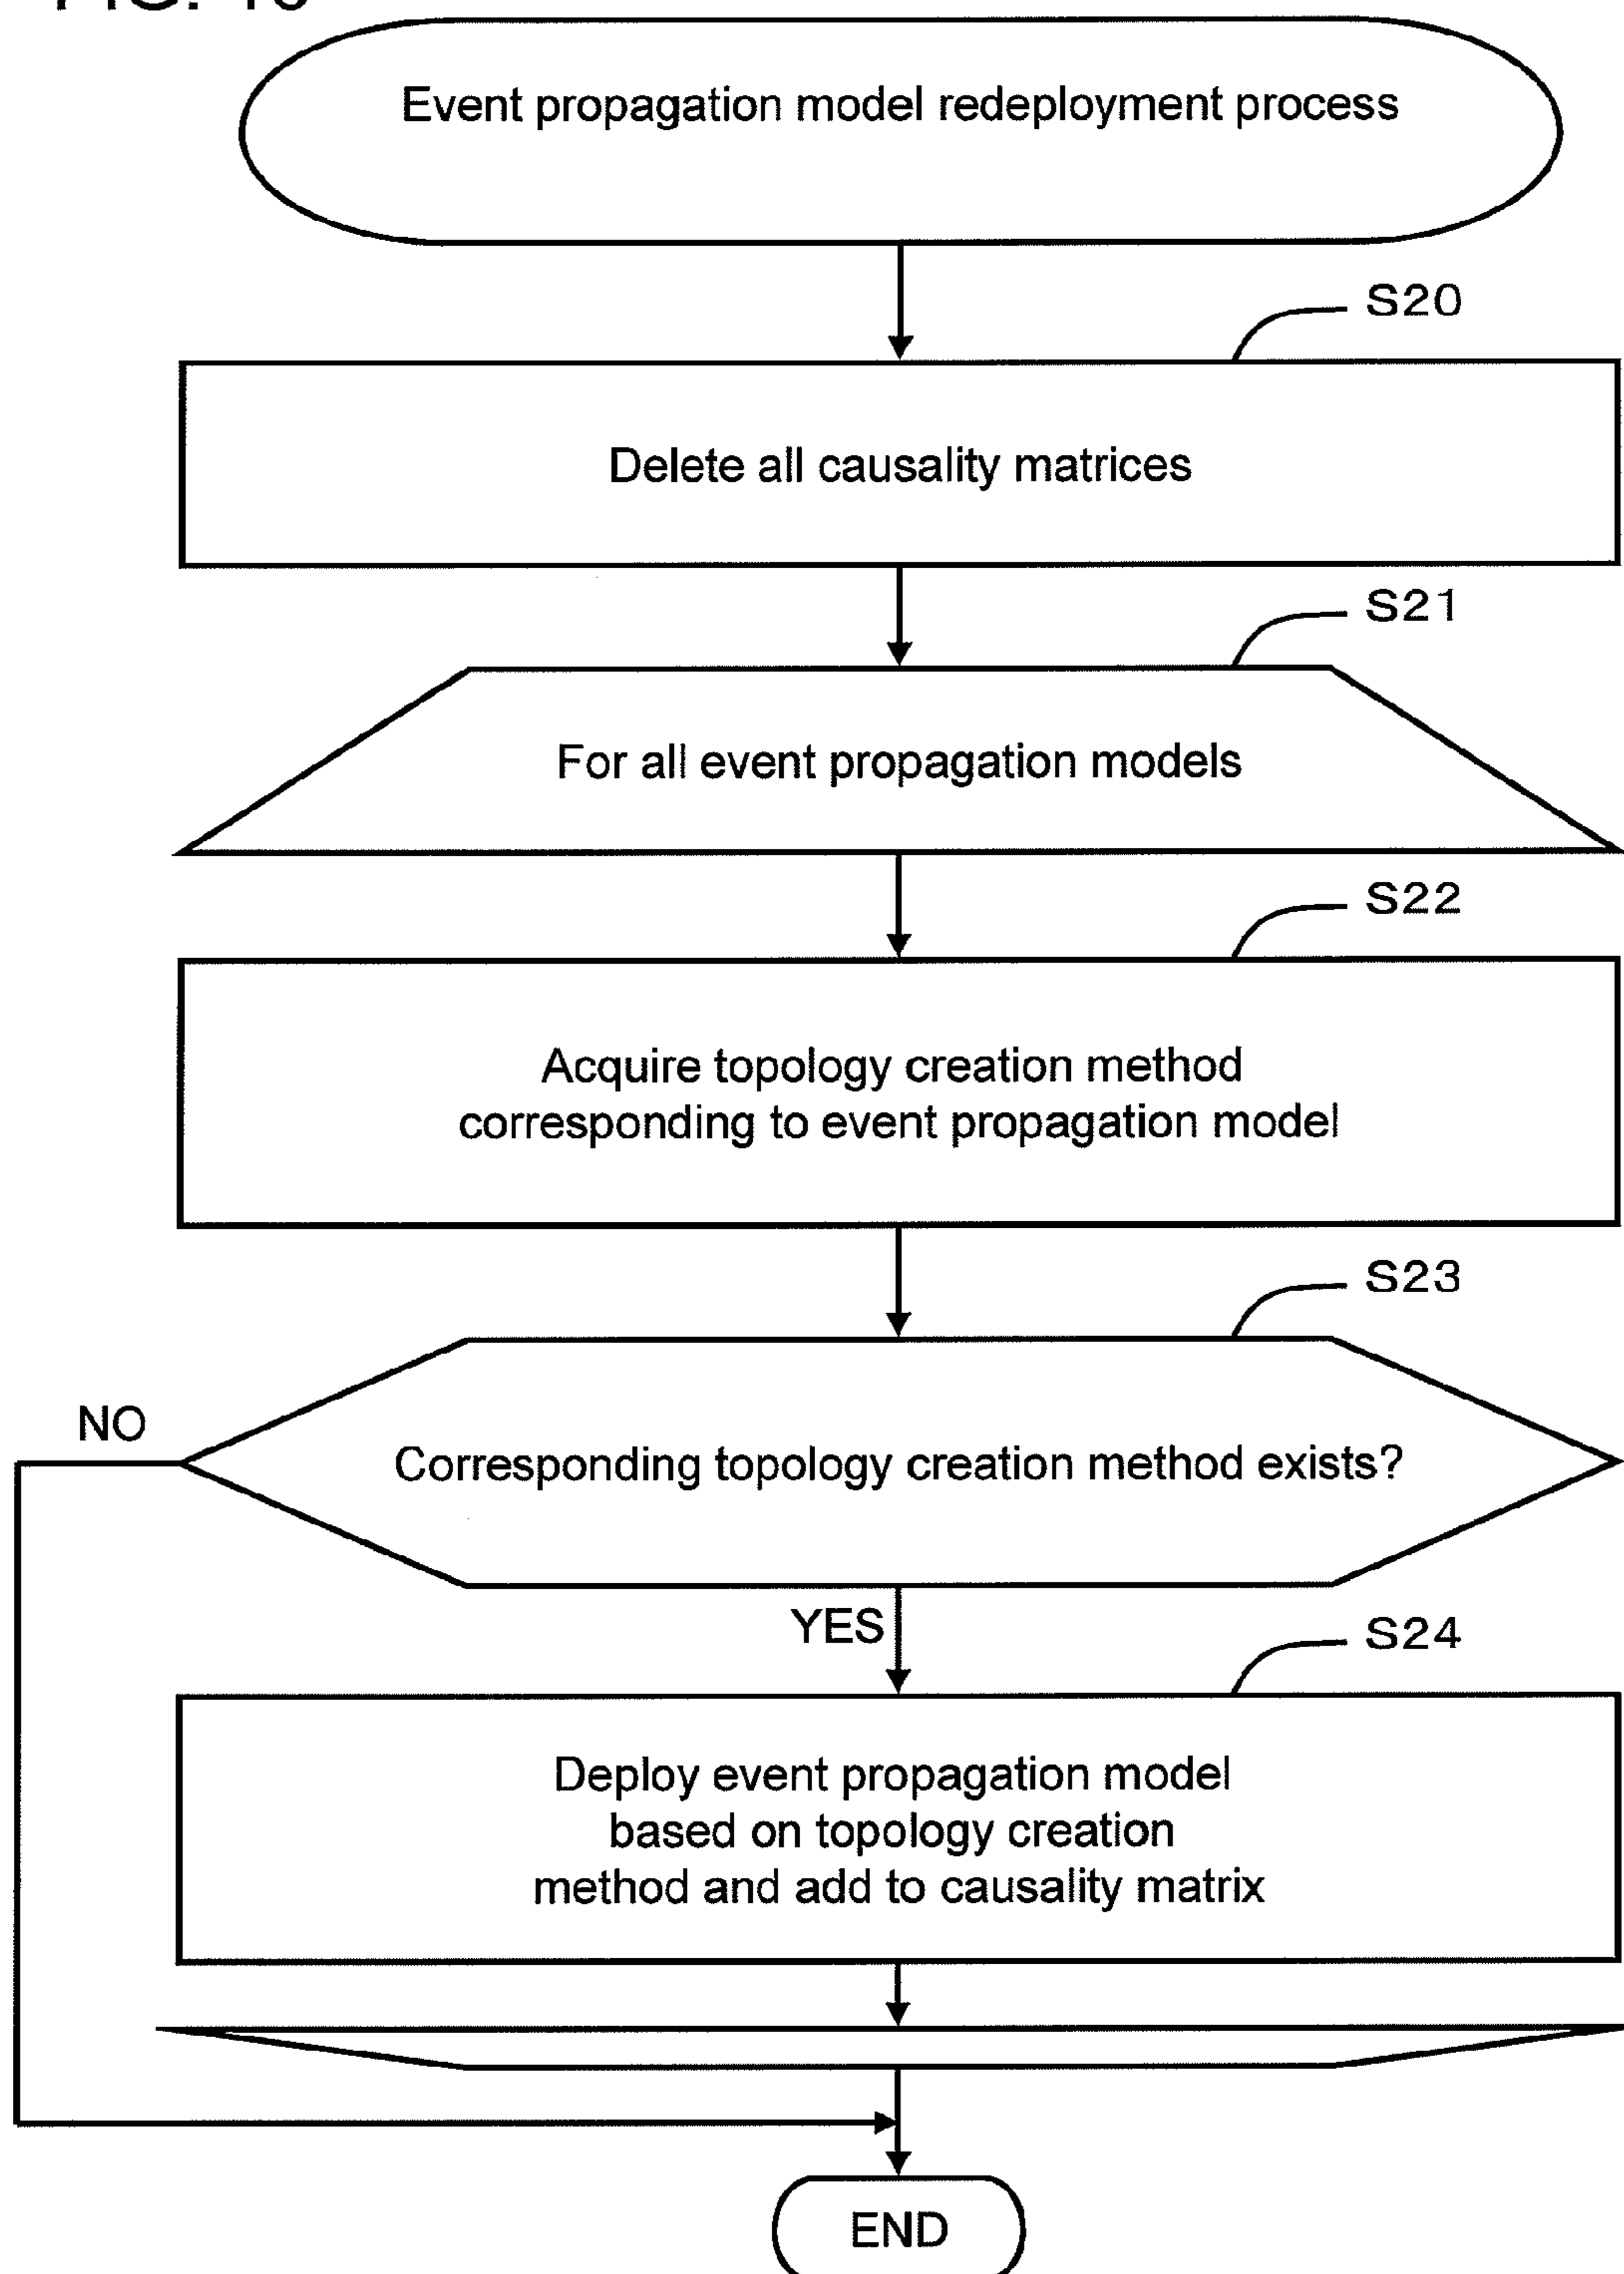 Event propagation model redeployment process
S20
Delete all causality matrices
S21
For all event propagation models
S22
Acquire topology creation method
corresponding to event propagation model
S23
NO
Corresponding topology creation method exists?
YES
S24
Deploy event propagation model
based on topology creation
method and add to causality matrix
END